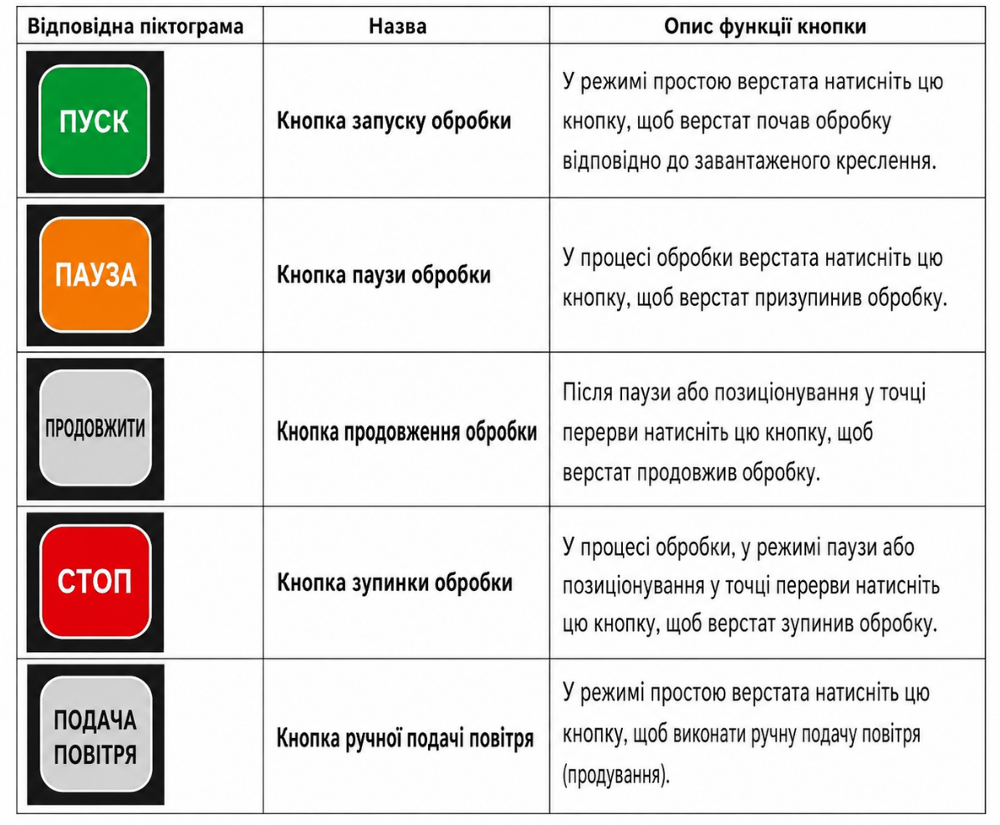 Відповідна піктограма
Назва
Опис функції кнопки
ПУСК
Кнопка запуску обробки
У режимі простою верстата натисніть цю
кнопку, щоб верстат почав обробку
відповідно до завантаженого креслення.
ПАУЗА
Кнопка паузи обробки
У процесі обробки верстата натисніть цю
кнопку, щоб верстат призупинив обробку.
ПРОДОВЖИТИ
Кнопка продовження обробки
Після паузи або позиціонування у точці
перерви натисніть цю кнопку, щоб
верстат продовжив обробку.
СТОП
Кнопка зупинки обробки
У процесі обробки, у режимі паузи або
позиціонування у точці перерви натисніть
цю кнопку, щоб верстат зупинив обробку.
ПОДАЧА
ПОВІТРЯ
Кнопка ручної подачі повітря
У режимі простою верстата натисніть цю
кнопку, щоб виконати ручну подачу повітря
(продування).